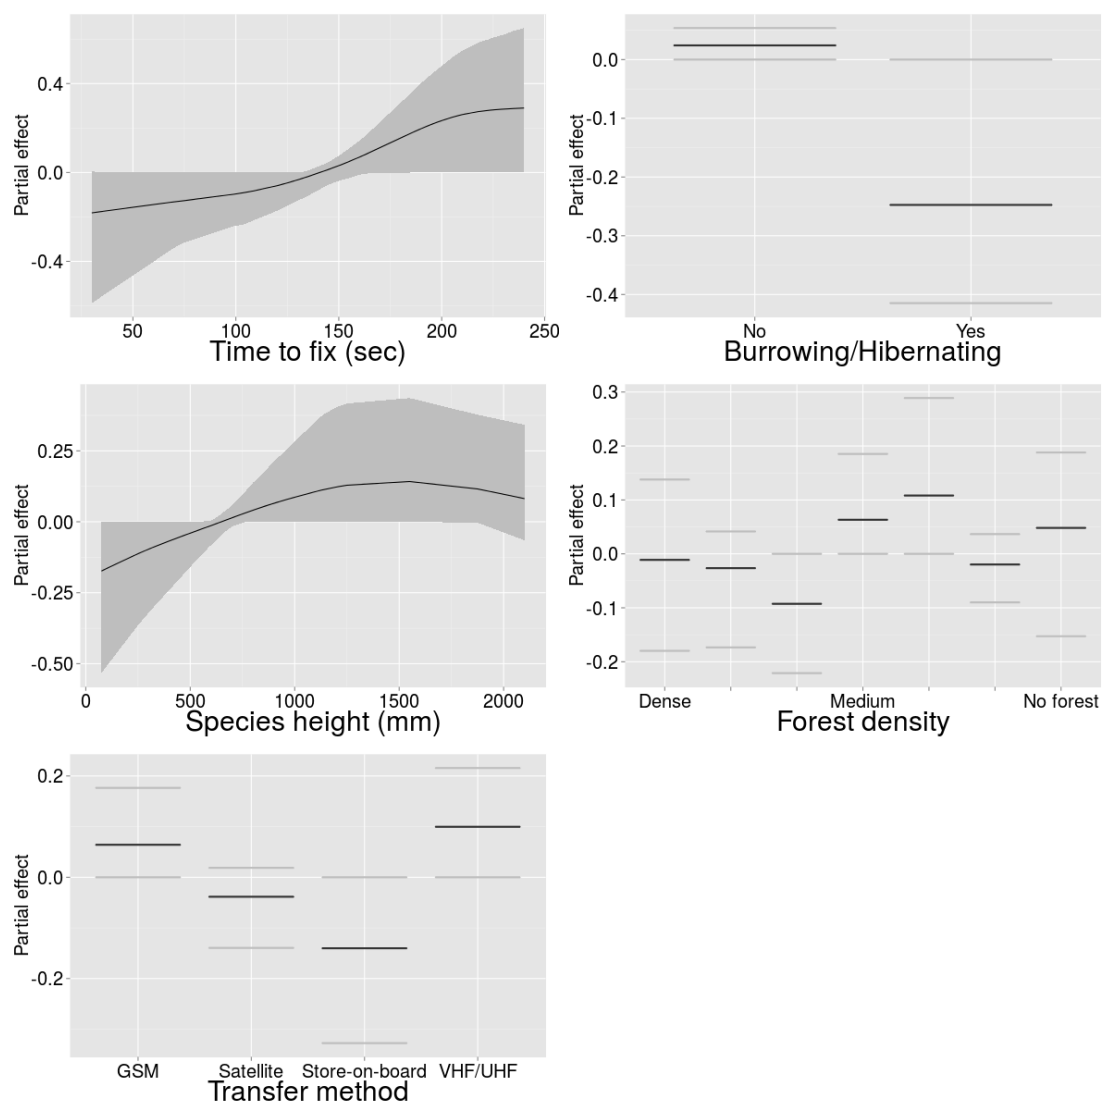 Partial effect
0.4
0.0
-0.4
50 100 150 200 250
Time to fix (sec)
Partial effect
0.0
-0.1
-0.2
-0.3
-0.4
No Yes
Burrowing/Hibernating
Partial effect
0.25
0.00
-0.25
-0.50
0 500 1000 1500 2000
Species height (mm)
Partial effect
0.3
0.2
0.1
0.0
-0.1
-0.2
Dense Medium No forest
Forest density
Partial effect
0.2
0.0
-0.2
GSM Satellite Store-on-board VHF/UHF
Transfer method